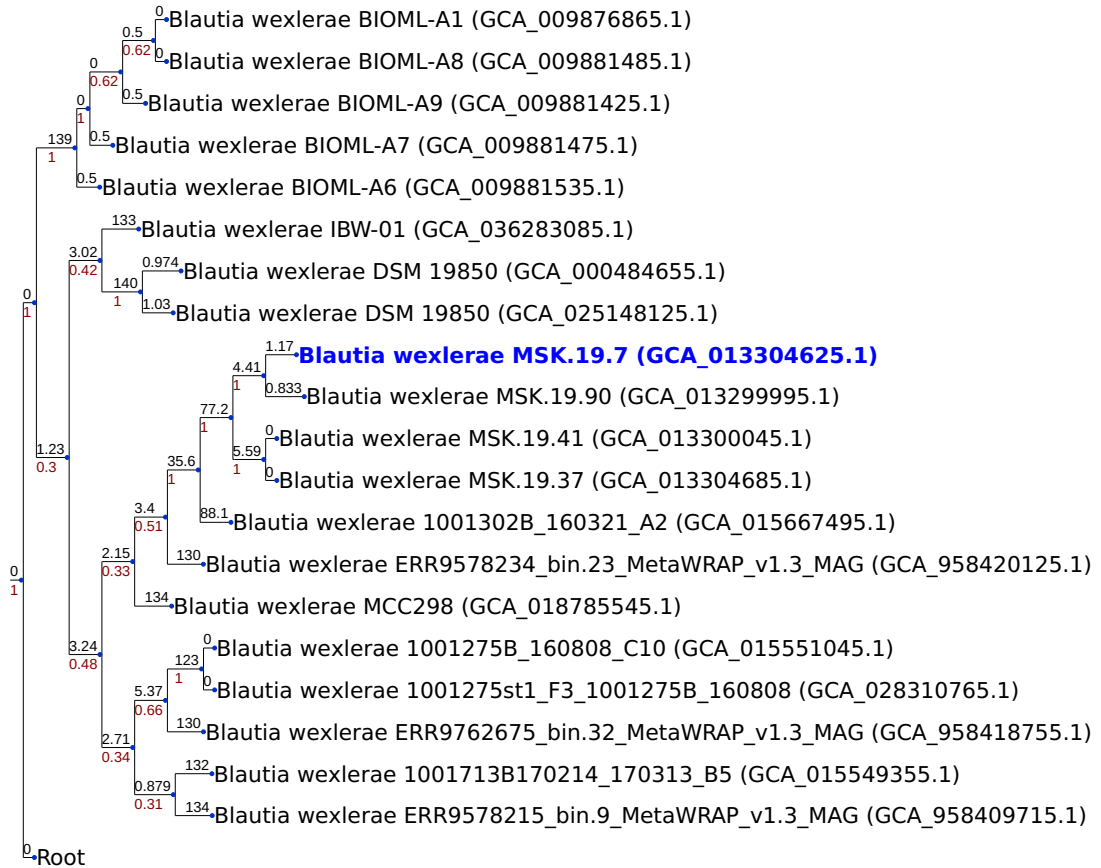 0 Blautia wexlerae BIOML-A1 (GCA_009876865.1)
0.5
0.62
0 Blautia wexlerae BIOML-A8 (GCA_009881485.1)
0
0.62
0.5 Blautia wexlerae BIOML-A9 (GCA_009881425.1)
0
1
0.5 Blautia wexlerae BIOML-A7 (GCA_009881475.1)
139
1
0.5 Blautia wexlerae BIOML-A6 (GCA_009881535.1)
133 Blautia wexlerae IBW-01 (GCA_036283085.1)
3.02
0.42
0.974 Blautia wexlerae DSM 19850 (GCA_000484655.1)
140
1
1.03 Blautia wexlerae DSM 19850 (GCA_025148125.1)
0
1
1.17 Blautia wexlerae MSK.19.7 (GCA_013304625.1)
4.41
1
0.833 Blautia wexlerae MSK.19.90 (GCA_013299995.1)
77.2
1
0 Blautia wexlerae MSK.19.41 (GCA_013300045.1)
5.59
1
0 Blautia wexlerae MSK.19.37 (GCA_013304685.1)
1.23
0.3
35.6
1
88.1 Blautia wexlerae 1001302B_160321_A2 (GCA_015667495.1)
3.4
0.51
130 Blautia wexlerae ERR9578234_bin.23_MetaWRAP_v1.3_MAG (GCA_958420125.1)
2.15
0.33
0
1
134 Blautia wexlerae MCC298 (GCA_018785545.1)
3.24
0.48
0 Blautia wexlerae 1001275B_160808_C10 (GCA_015551045.1)
123
1
0 Blautia wexlerae 1001275st1_F3_1001275B_160808 (GCA_028310765.1)
5.37
0.66
130 Blautia wexlerae ERR9762675_bin.32_MetaWRAP_v1.3_MAG (GCA_958418755.1)
2.71
0.34
132 Blautia wexlerae 1001713B170214_170313_B5 (GCA_015549355.1)
0.879
0.31
134 Blautia wexlerae ERR9578215_bin.9_MetaWRAP_v1.3_MAG (GCA_958409715.1)
0 Root